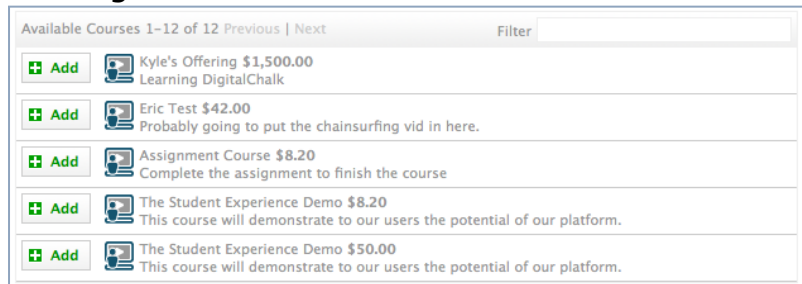 Available Courses 1-12 of 12 Previous | Next Filter
Add Kyle's Offering $1,500.00
Learning DigitalChalk
Add Eric Test $42.00
Probably going to put the chainsurfing vid in here.
Add Assignment Course $8.20
Complete the assignment to finish the course
Add The Student Experience Demo $8.20
This course will demonstrate to our users the potential of our platform.
Add The Student Experience Demo $50.00
This course will demonstrate to our users the potential of our platform.